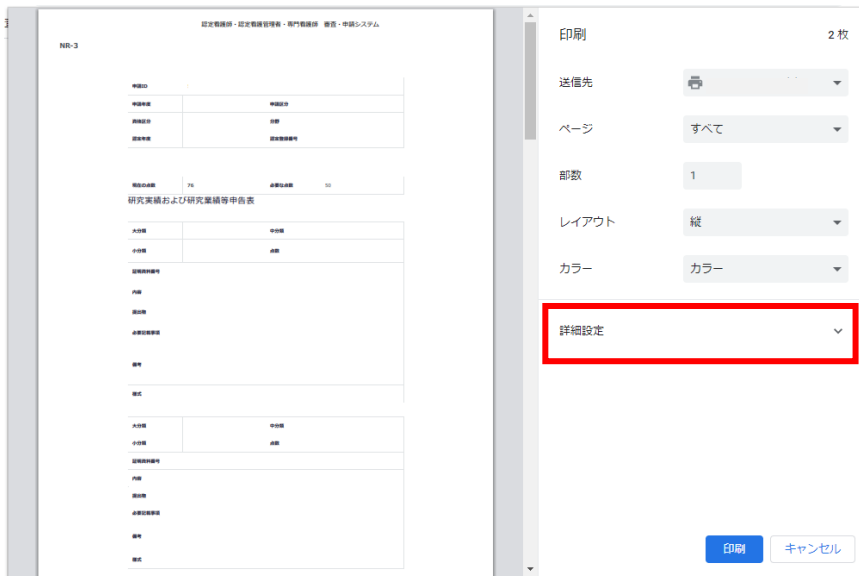 認定看護師・認定看護管理者・専門看護師　審査・申請システム
NR-3
申請ID
申請年度 申請区分
資格区分 分野
認定年度 認定登録番号
現在の点数 76 必要な点数 50
研究実績および研究業績等申告表
大分類 中分類
小分類 点数
証明資料番号
内容
提出期
必要記載事項
備考
様式
大分類 中分類
小分類 点数
証明資料番号
内容
提出期
必要記載事項
備考
様式
印刷 2 枚
送信先
ページ すべて
部数 1
レイアウト 縦
カラー カラー
詳細設定
印刷 キャンセル